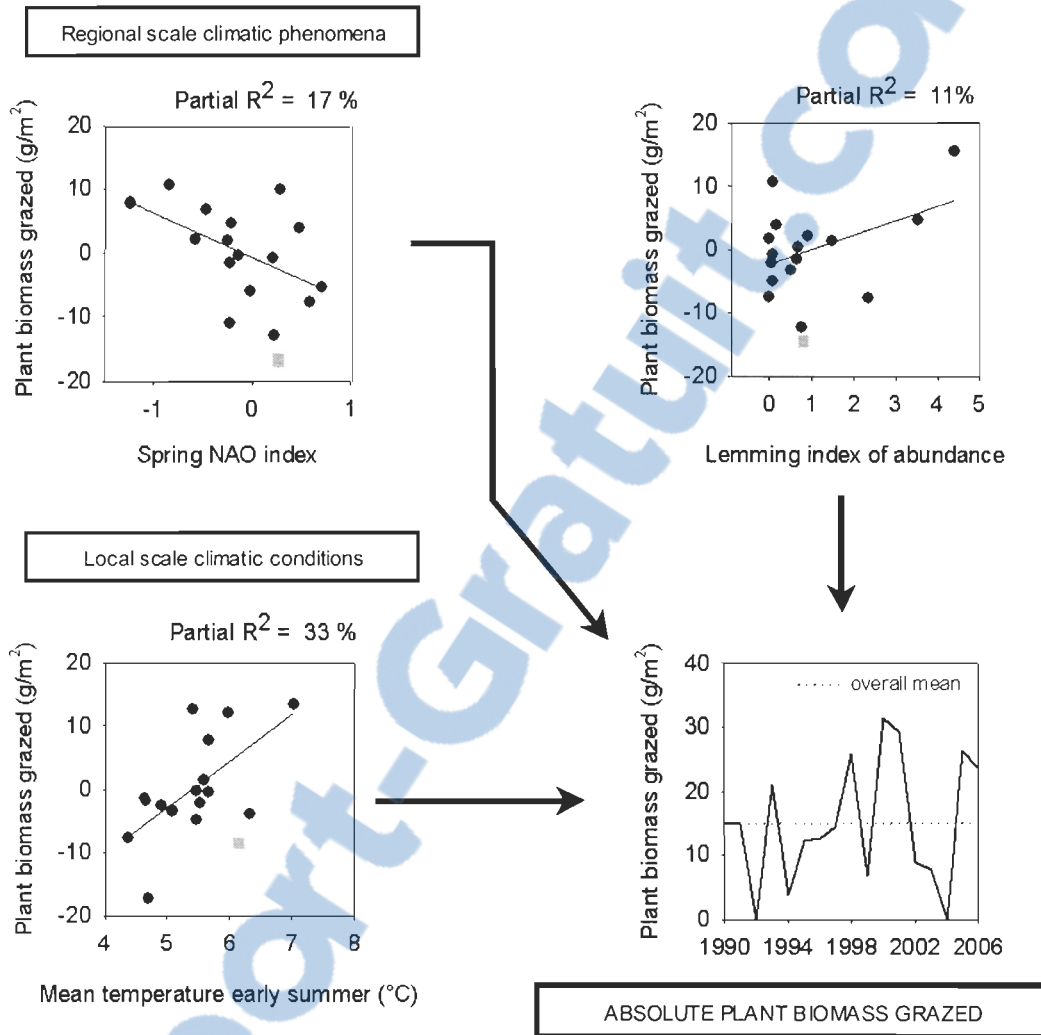 Regional scale climatic phenomena
Partial R2 = 17 %
Plant biomass grazed (g/m2)
20
10
0
-10
-20
-1 0 1
Spring NAO index
Partial R2 = 11%
Plant biomass grazed (g/m2)
20
10
0
-10
-20
0 1 2 3 4 5
Lemming index of abundance
Local scale climatic conditions
Partial R2 = 33 %
Plant biomass grazed (g/m2)
20
10
0
-10
-20
4 5 6 7 8
Mean temperature early summer (°C)
Plant biomass grazed (g/m2)
40
30
20
10
0
overall mean
1990 1994 1998 2002 2006
ABSOLUTE PLANT BIOMASS GRAZED
ort-Gratuit.co